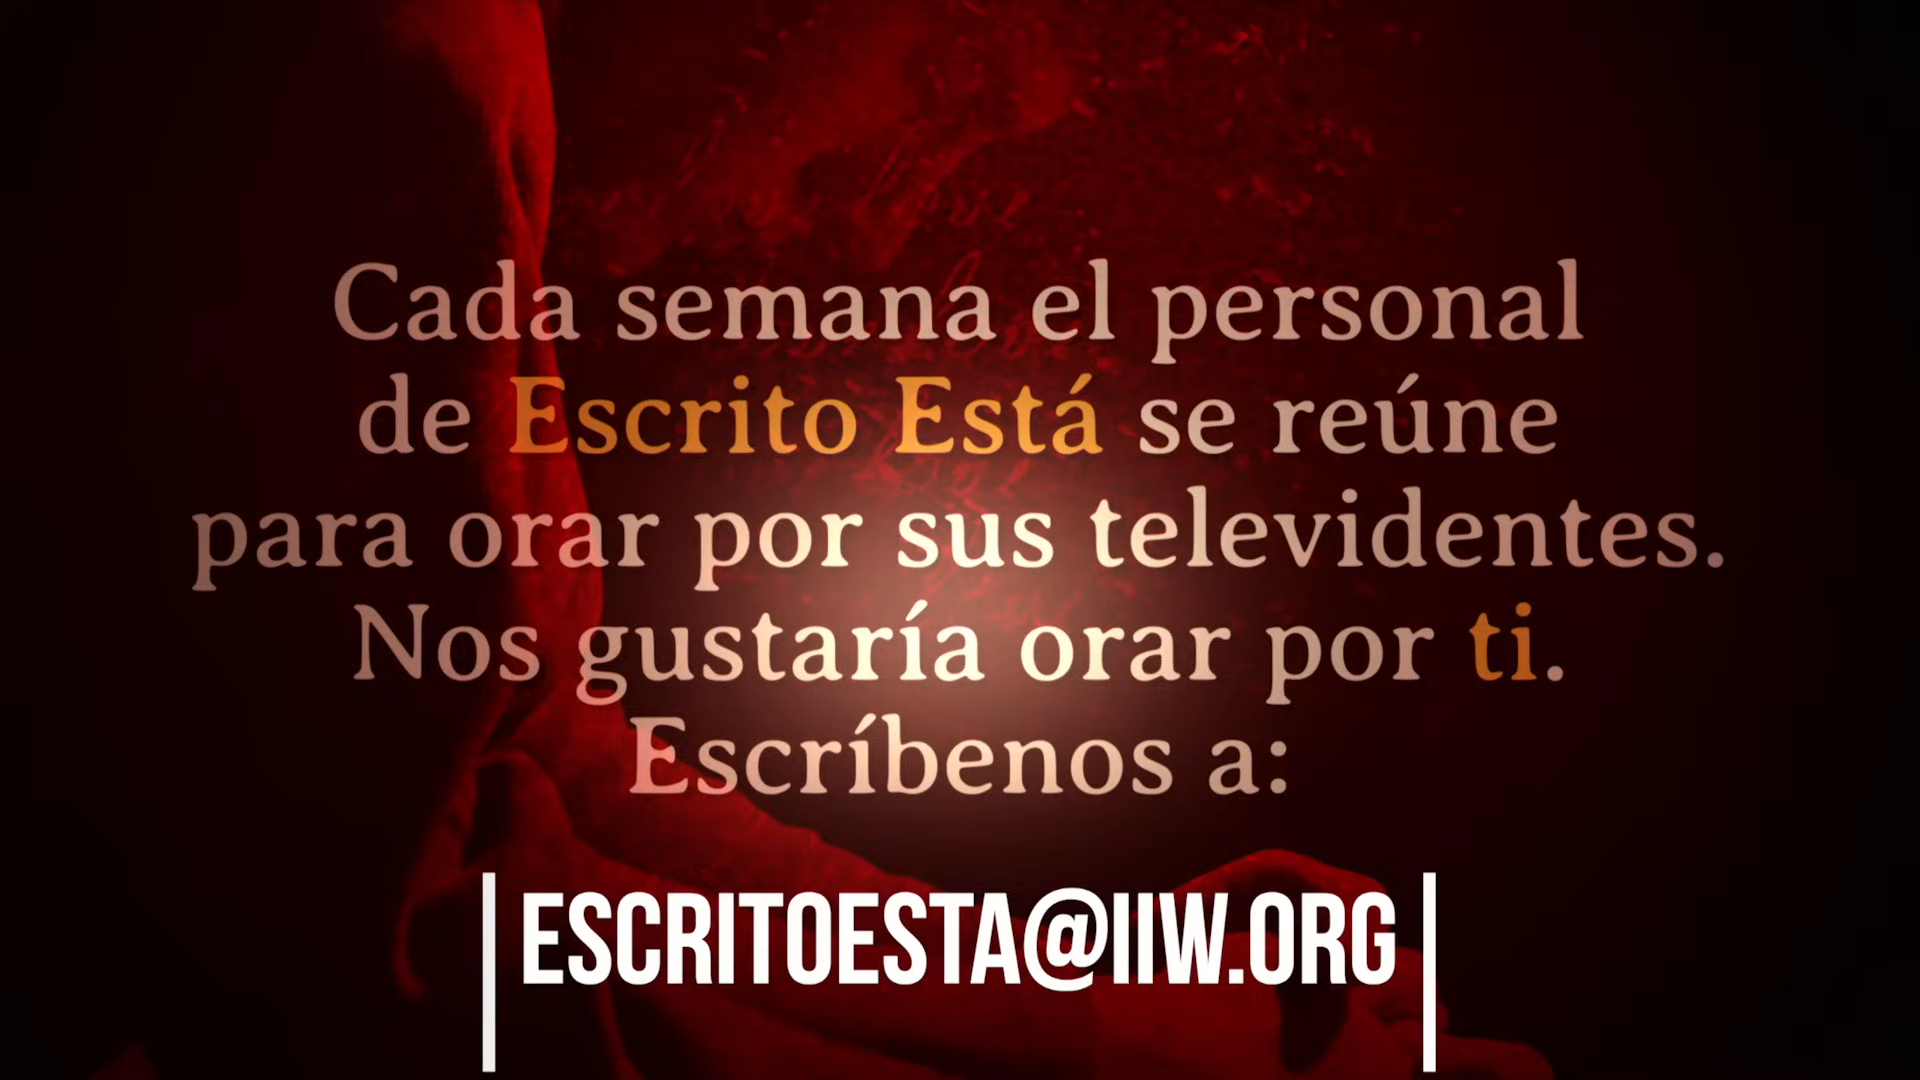 Cada semana el personal
de Escrito Está se reúne
para orar por sus televidentes.
Nos gustaría orar por ti.
Escríbenos a:
ESCRITOESTA@IIW.ORG